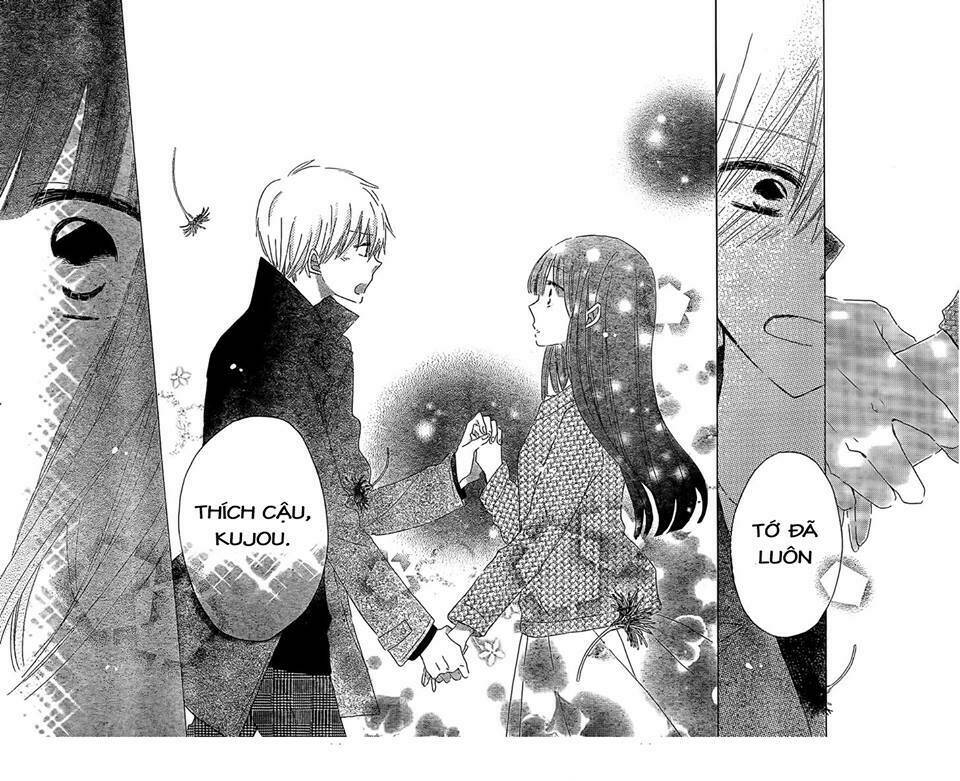 TỚ ĐÃ
LUÔN
THÍCH CẬU,
KUJOU.